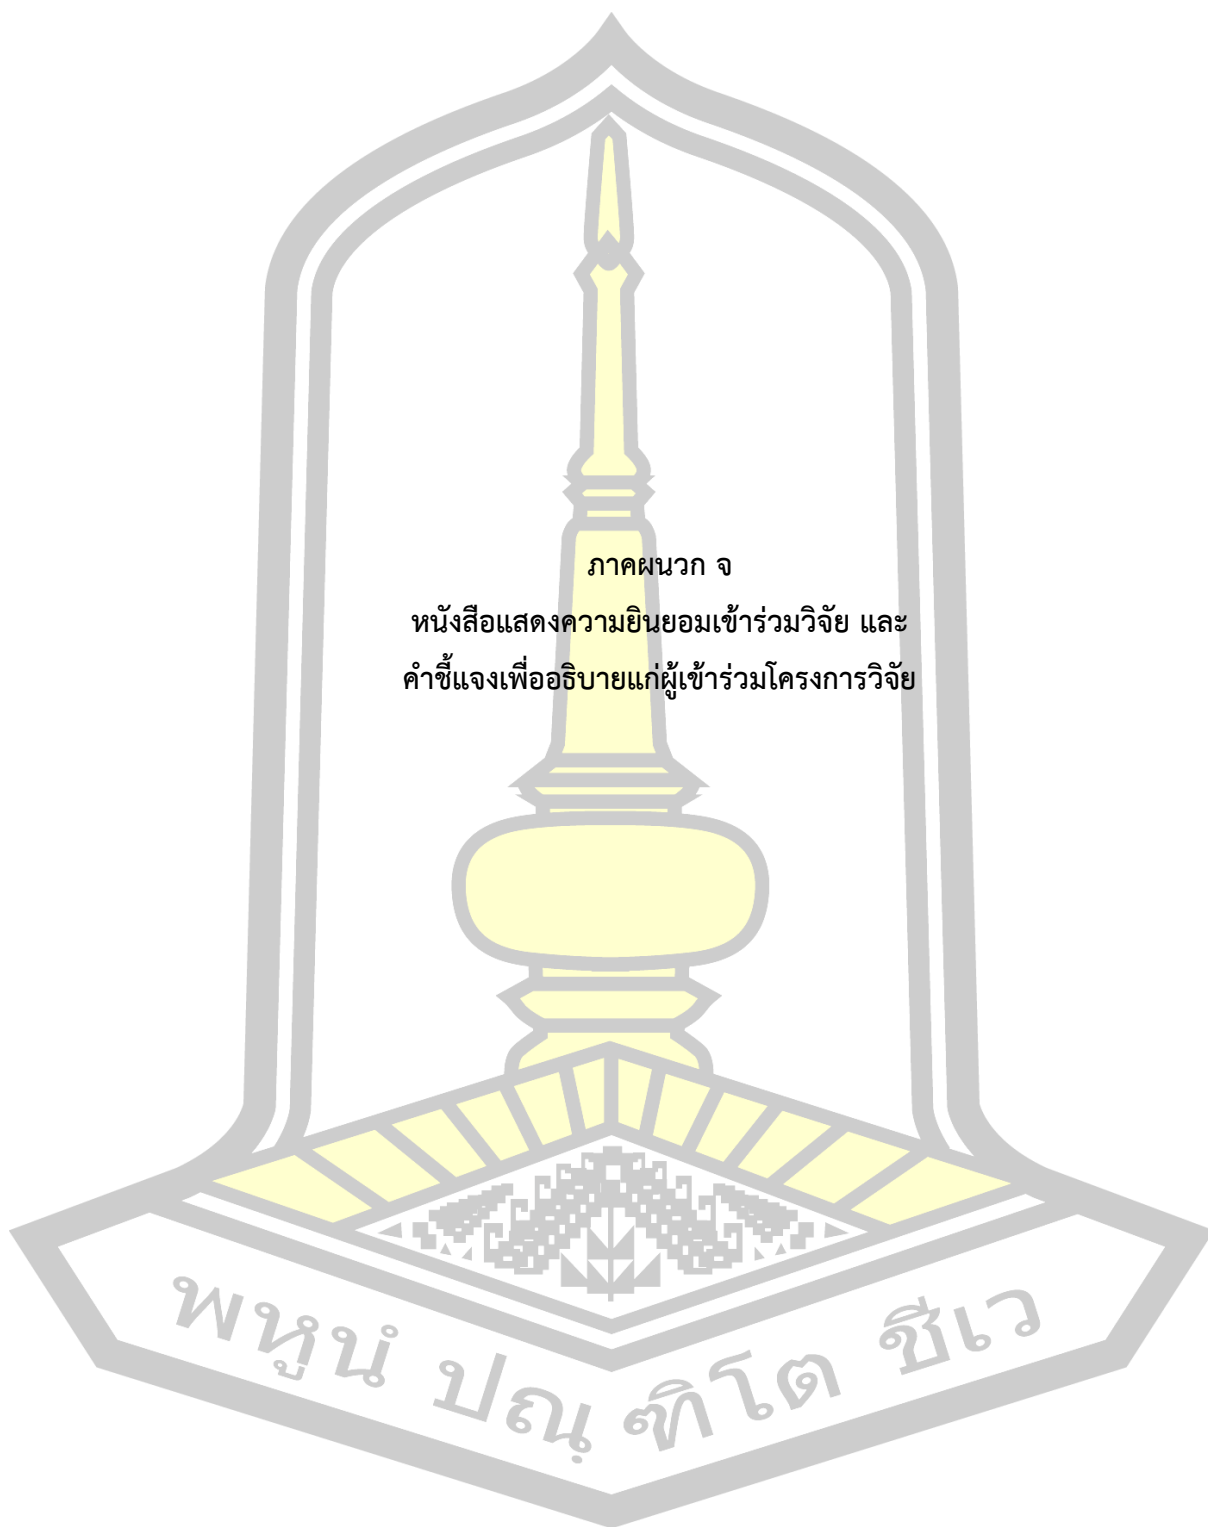 ภาคผนวก จ
หนังสือแสดงความยินยอมเข้าร่วมวิจัย และ
คำชี้แจงเพื่ออธิบายแก่ผู้เข้าร่วมโครงการวิจัย
พหูนํ ปณฺฑิโต ชีเว